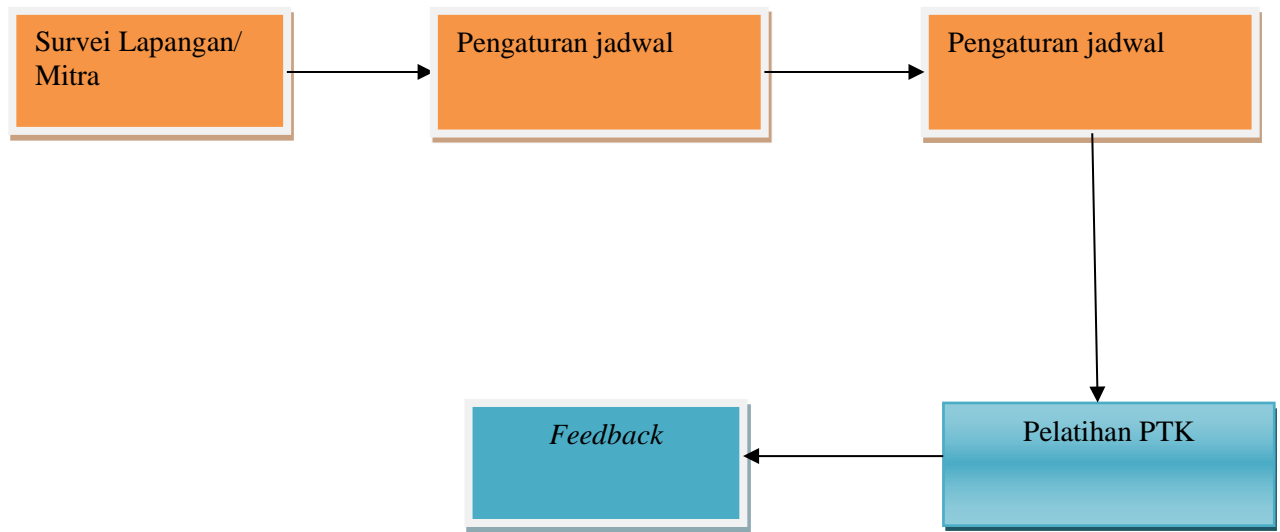 Survei Lapangan/
Mitra
Pengaturan jadwal
Pengaturan jadwal
Pelatihan PTK
Feedback